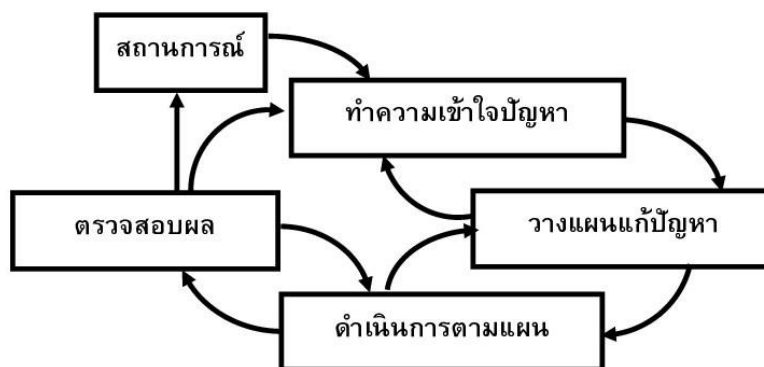 สถานการณ์
ทำความเข้าใจปัญหา
ตรวจสอบผล
วางแผนแก้ปัญหา
ดำเนินการตามแผน